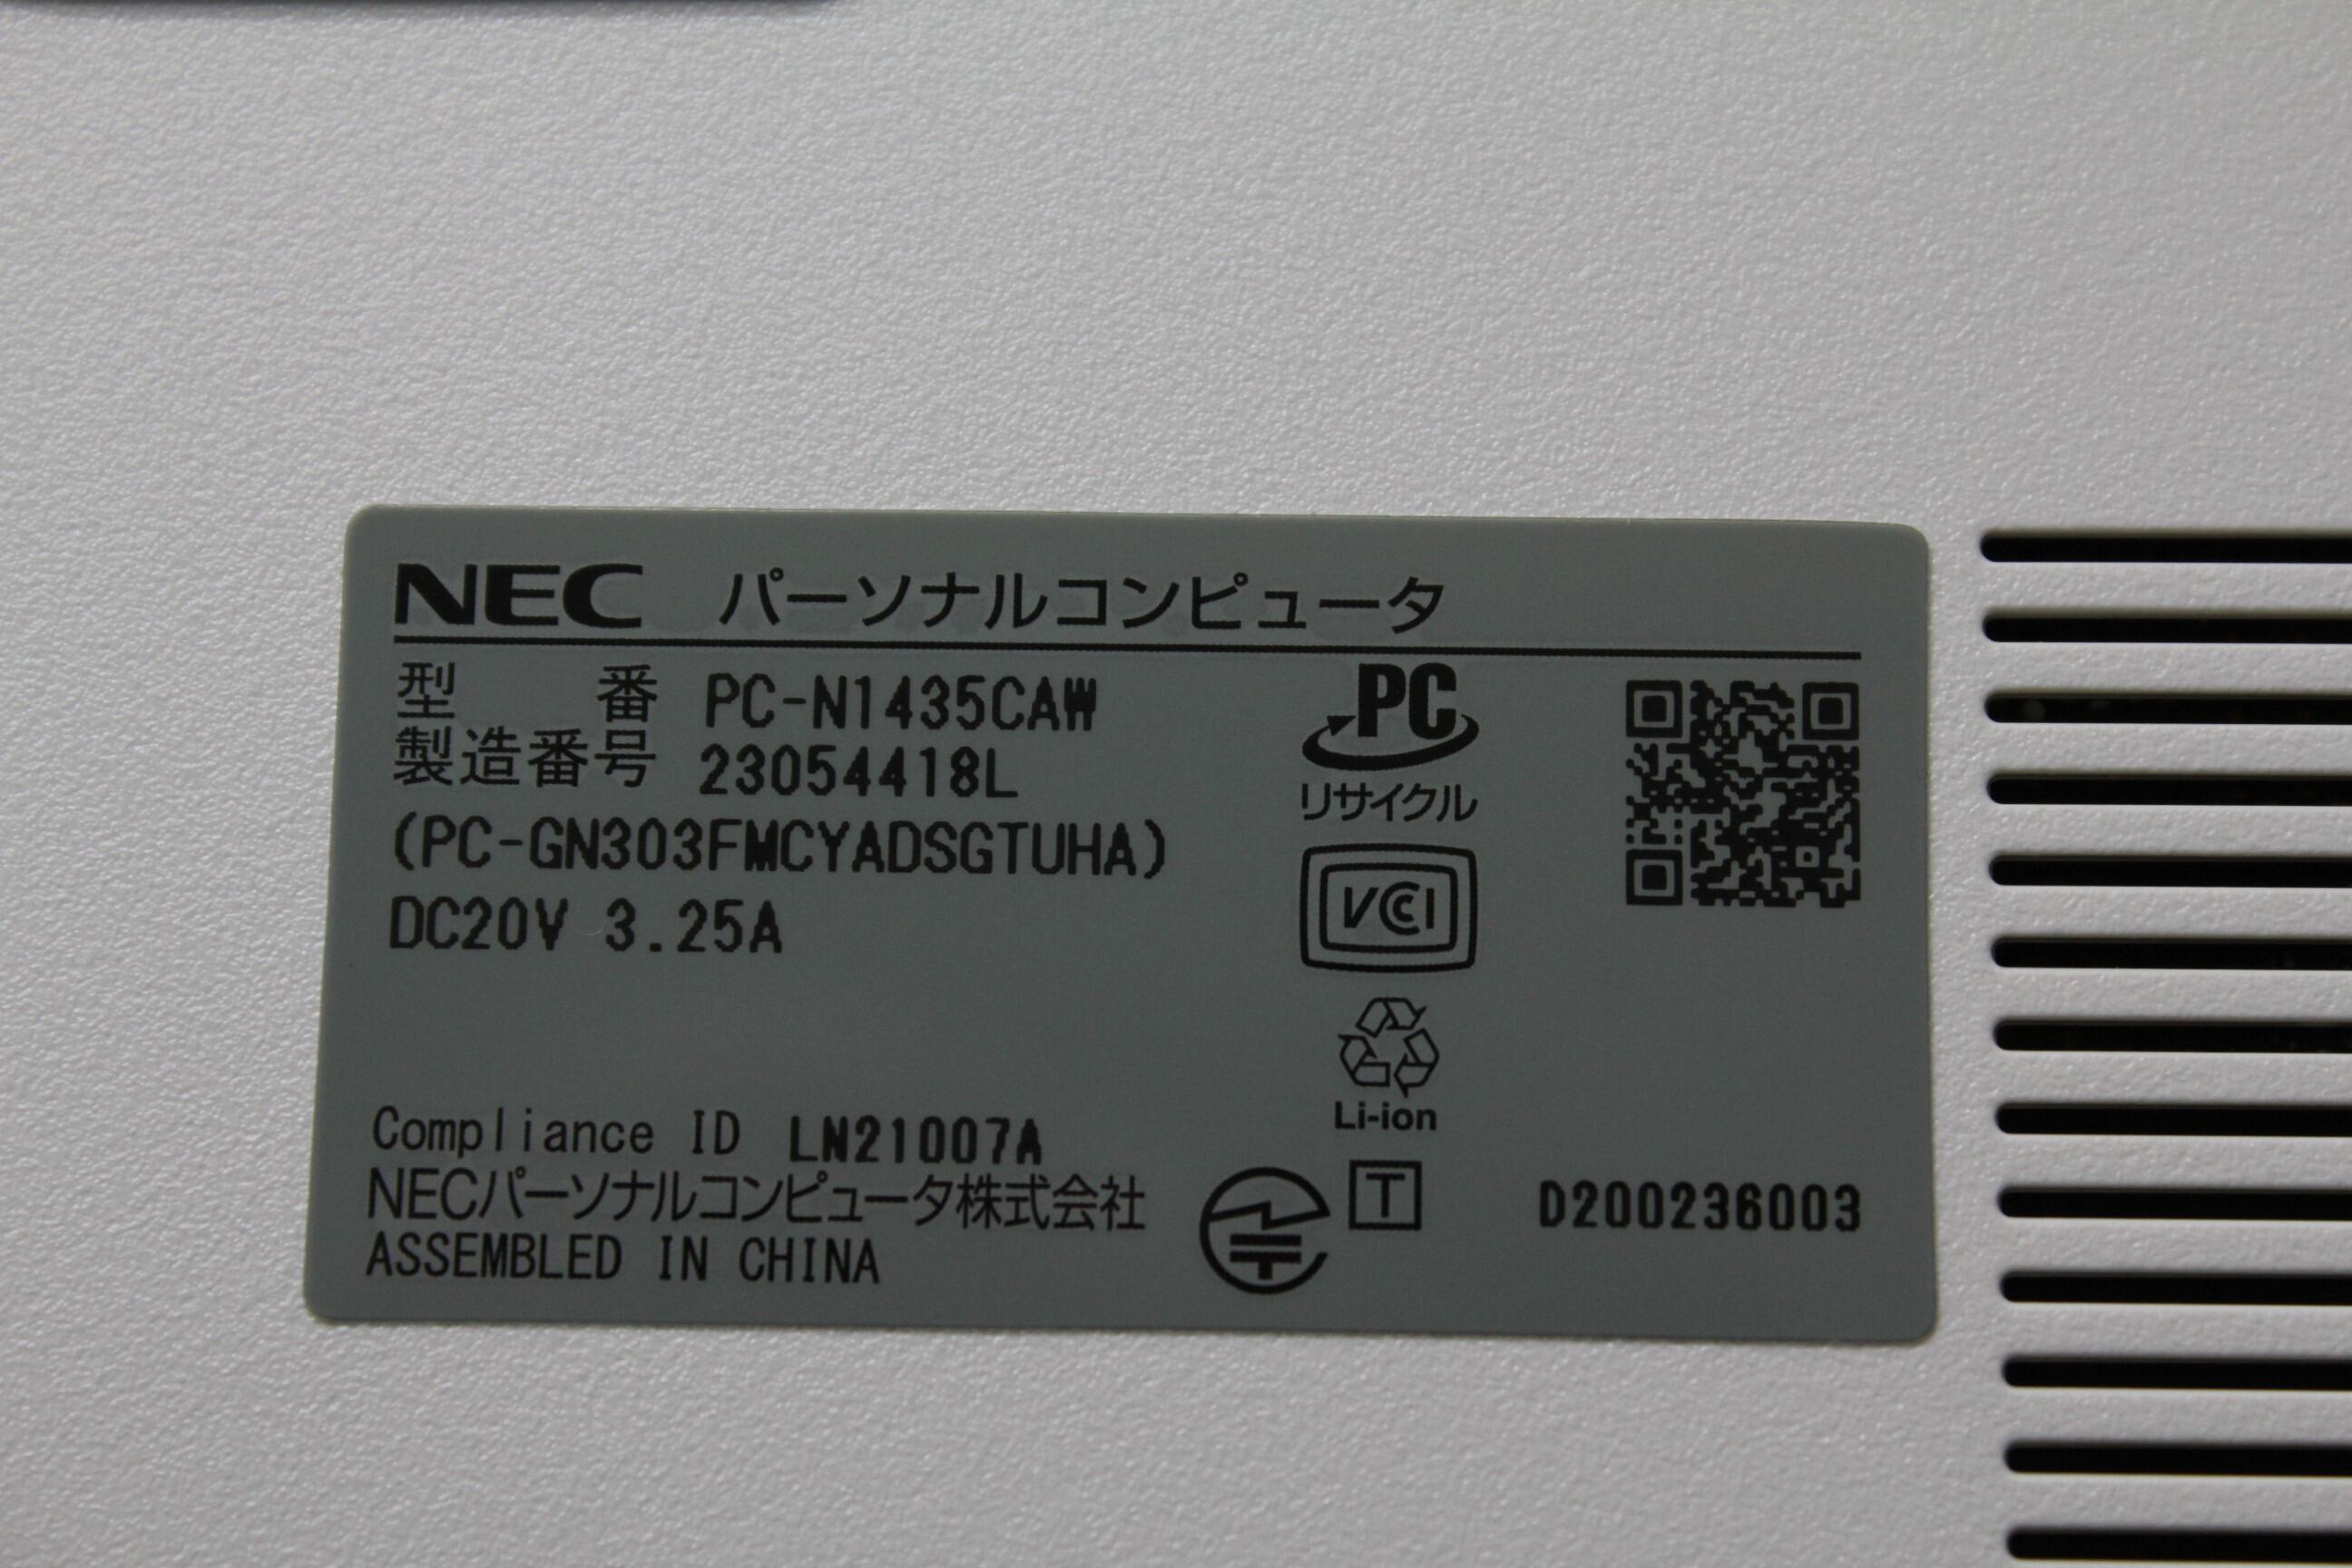 NEC パーソナルコンピュータ
型 番 PC-N1435CAW
製造番号 23054418L
(PC-GN303FMCYADSGTUHA)
DC20V 3.25A
PC
リサイクル
VCCI
Li-ion
Compliance ID LN21007A
NECパーソナルコンピュータ株式会社
ASSEMBLED IN CHINA
T
D200236003